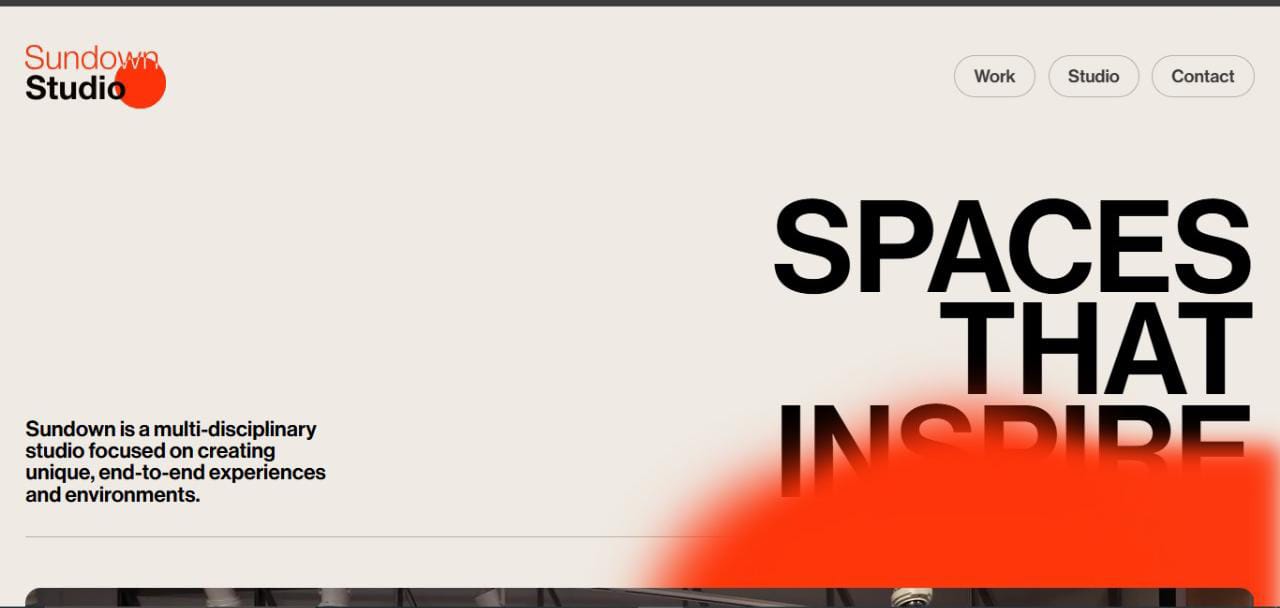 Sundown
Studio
Work
Studio
Contact
SPACES
THAT
INSPIRE
Sundown is a multi-disciplinary
studio focused on creating
unique, end-to-end experiences
and environments.